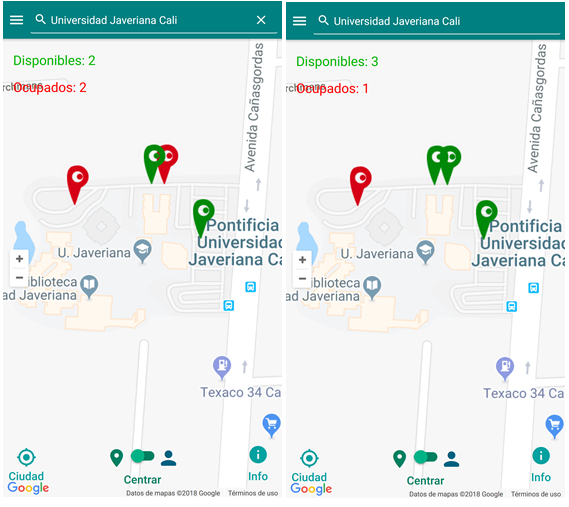 Universidad Javeriana Cali
Disponibles: 2
Ocupados: 2
Avenida Cañasgordas
Pontificia
Universidad
Javeriana Cali
U. Javeriana
Biblioteca
ad Javeriana
+
−
Texaco 34 Ca
Ciudad
Centrar
Info
Google
Datos de mapas ©2018 Google
Términos de uso
Universidad Javeriana Cali
Disponibles: 3
Ocupados: 1
Avenida Cañasgordas
Pontificia
Universidad
Javeriana Cali
U. Javeriana
Biblioteca
ad Javeriana
+
−
Texaco 34 Ca
Ciudad
Centrar
Info
Google
Datos de mapas ©2018 Google
Términos de uso